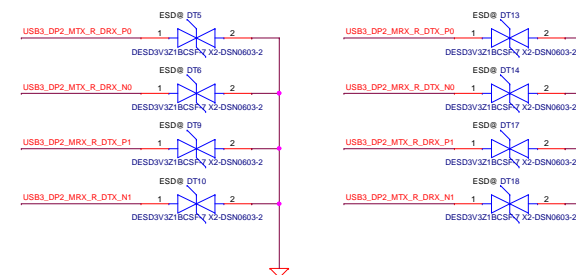 ESD@ DT5
USB3_DP2_MTX_R_DRX_P0 1 2
DESD3V3Z1BCSF-7 X2-DSN0603-2
ESD@ DT6
USB3_DP2_MTX_R_DRX_N0 1 2
DESD3V3Z1BCSF-7 X2-DSN0603-2
ESD@ DT9
USB3_DP2_MRX_R_DTX_P1 1 2
DESD3V3Z1BCSF-7 X2-DSN0603-2
ESD@ DT10
USB3_DP2_MRX_R_DTX_N1 1 2
DESD3V3Z1BCSF-7 X2-DSN0603-2
ESD@ DT13
USB3_DP2_MRX_R_DTX_P0 1 2
DESD3V3Z1BCSF-7 X2-DSN0603-2
ESD@ DT14
USB3_DP2_MRX_R_DTX_N0 1 2
DESD3V3Z1BCSF-7 X2-DSN0603-2
ESD@ DT17
USB3_DP2_MTX_R_DRX_P1 1 2
DESD3V3Z1BCSF-7 X2-DSN0603-2
ESD@ DT18
USB3_DP2_MTX_R_DRX_N1 1 2
DESD3V3Z1BCSF-7 X2-DSN0603-2